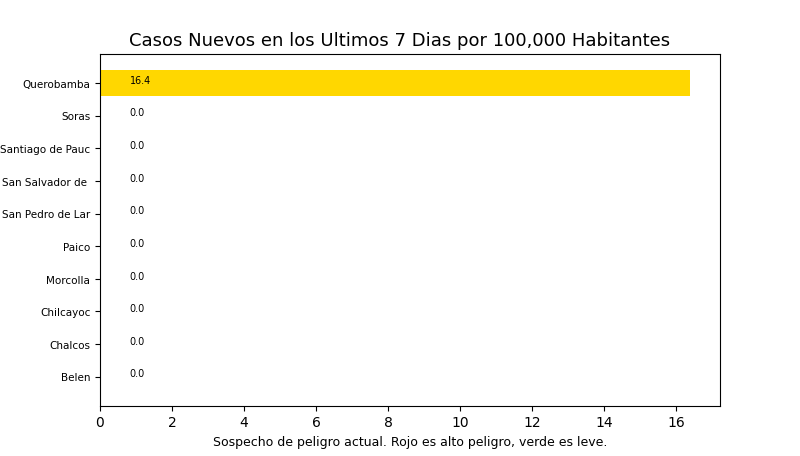 Casos Nuevos en los Ultimos 7 Dias por 100,000 Habitantes
Querobamba 16.4
Soras 0.0
Santiago de Pauc 0.0
San Salvador de 0.0
San Pedro de Lar 0.0
Paico 0.0
Morcolla 0.0
Chilcayoc 0.0
Chalcos 0.0
Belen 0.0
0 2 4 6 8 10 12 14 16
Sospecho de peligro actual. Rojo es alto peligro, verde es leve.